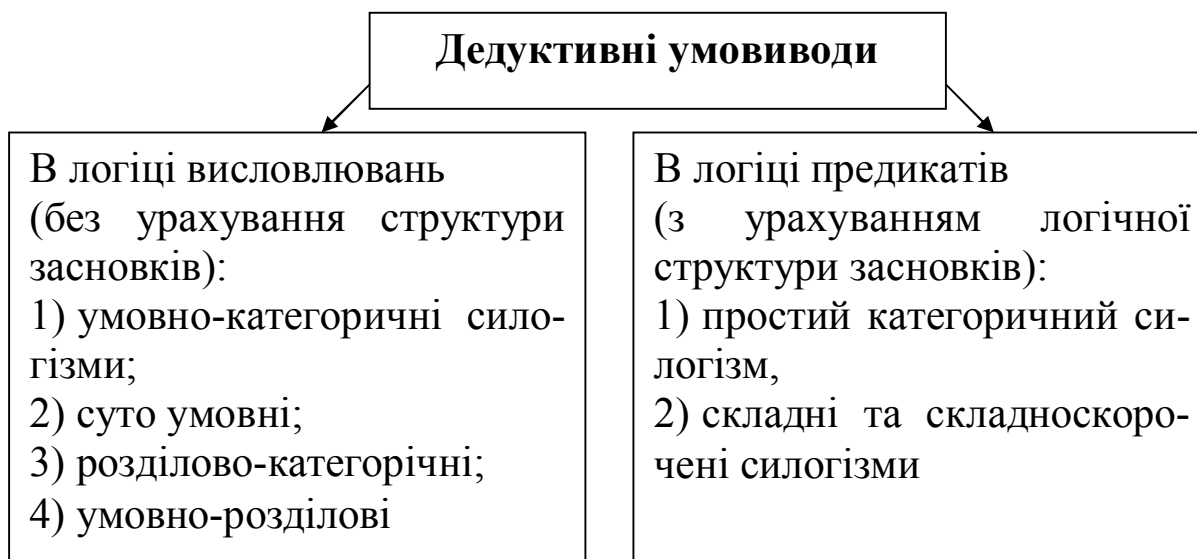 Дедуктивні умовиводи
В логіці висловлювань
(без урахування структури
засновків):
1) умовно-категоричні сило-
гізми;
2) суто умовні;
3) розділово-категорічні;
4) умовно-розділові
В логіці предикатів
(з урахуванням логічної
структури засновків):
1) простий категоричний си-
логізм,
2) складні та складноскоро-
чені силогізми